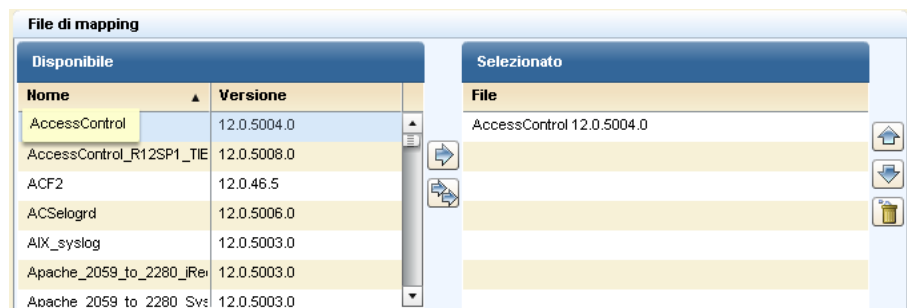 File di mapping
Disponibile
Nome Versione
AccessControl 12.0.5004.0
AccessControl_R12SP1_TIE 12.0.5008.0
ACF2 12.0.46.5
ACSelogrd 12.0.5006.0
AIX_syslog 12.0.5003.0
Apache_2059_to_2280_iRe 12.0.5003.0
Apache_2059_to_2280_Sys 12.0.5003.0
Selezionato
File
AccessControl 12.0.5004.0